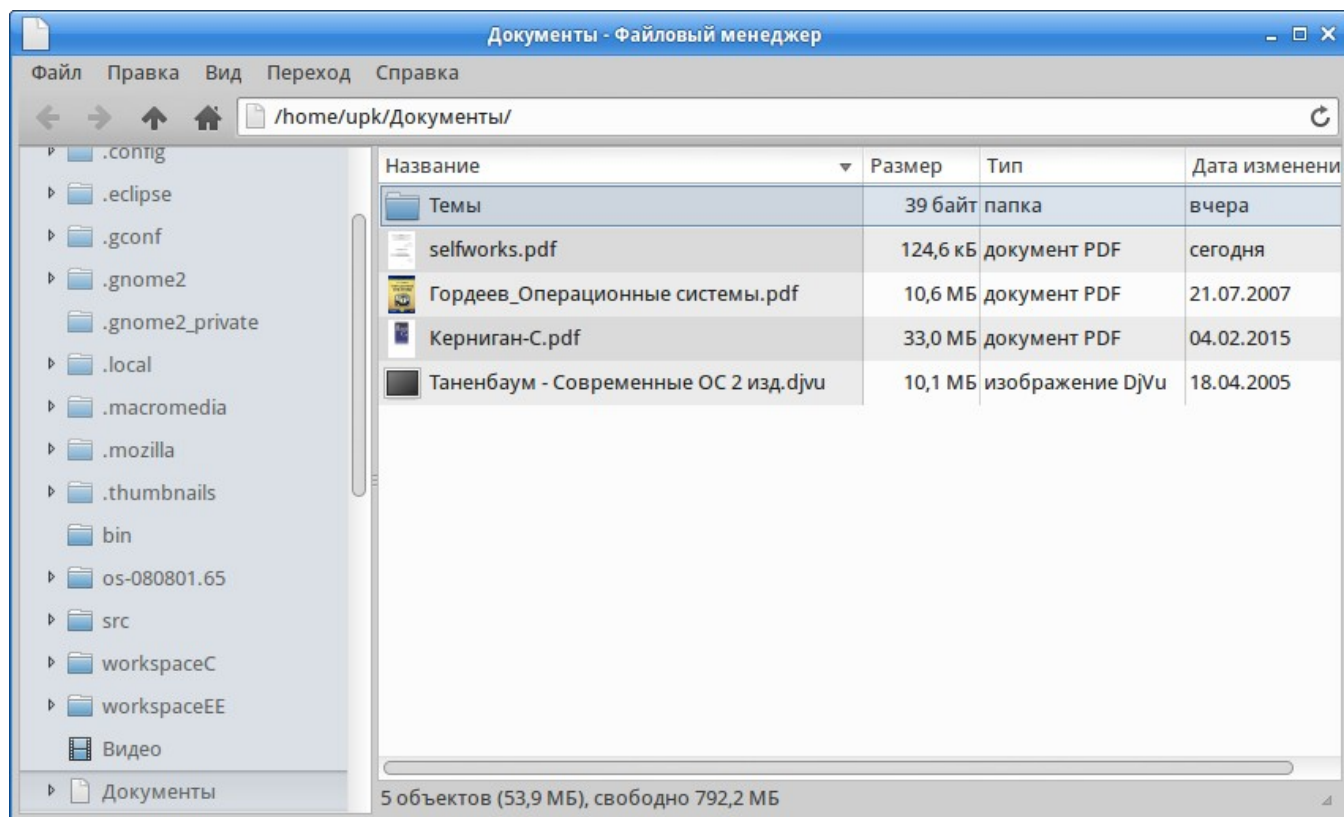 Документы - Файловый менеджер
Файл Правка Вид Переход Справка
/home/upk/Документы/
.config
.eclipse
.gconf
.gnome2
.gnome2_private
.local
.macromedia
.mozilla
.thumbnails
bin
os-080801.65
src
workspaceC
workspaceEE
Видео
Документы
Название Размер Тип Дата изменени
Темы 39 байт папка вчера
selfworks.pdf 124,6 кБ документ PDF сегодня
Гордеев_Операционные системы.pdf 10,6 МБ документ PDF 21.07.2007
Керниган-С.pdf 33,0 МБ документ PDF 04.02.2015
Таненбаум - Современные ОС 2 изд.djvu 10,1 МБ изображение DjVu 18.04.2005
5 объектов (53,9 МБ), свободно 792,2 МБ